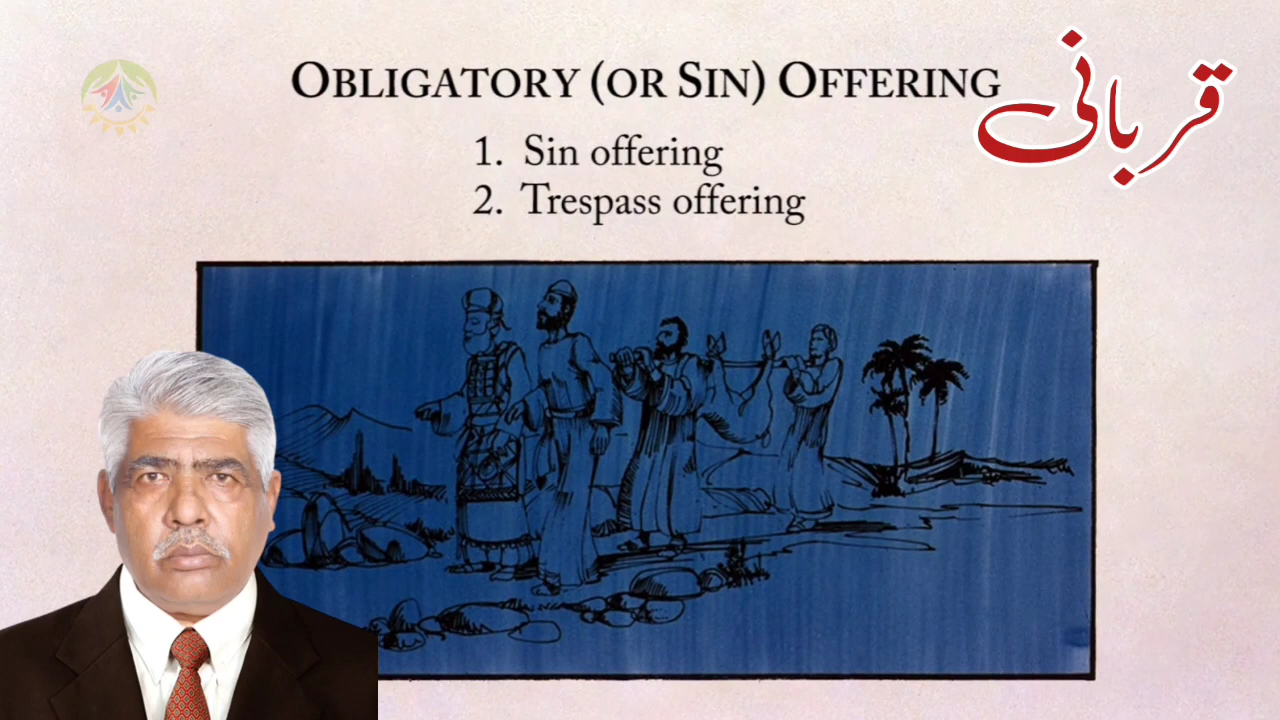 OBLIGATORY (OR SIN) OFFERING
قربانی
1. Sin offering
2. Trespass offering